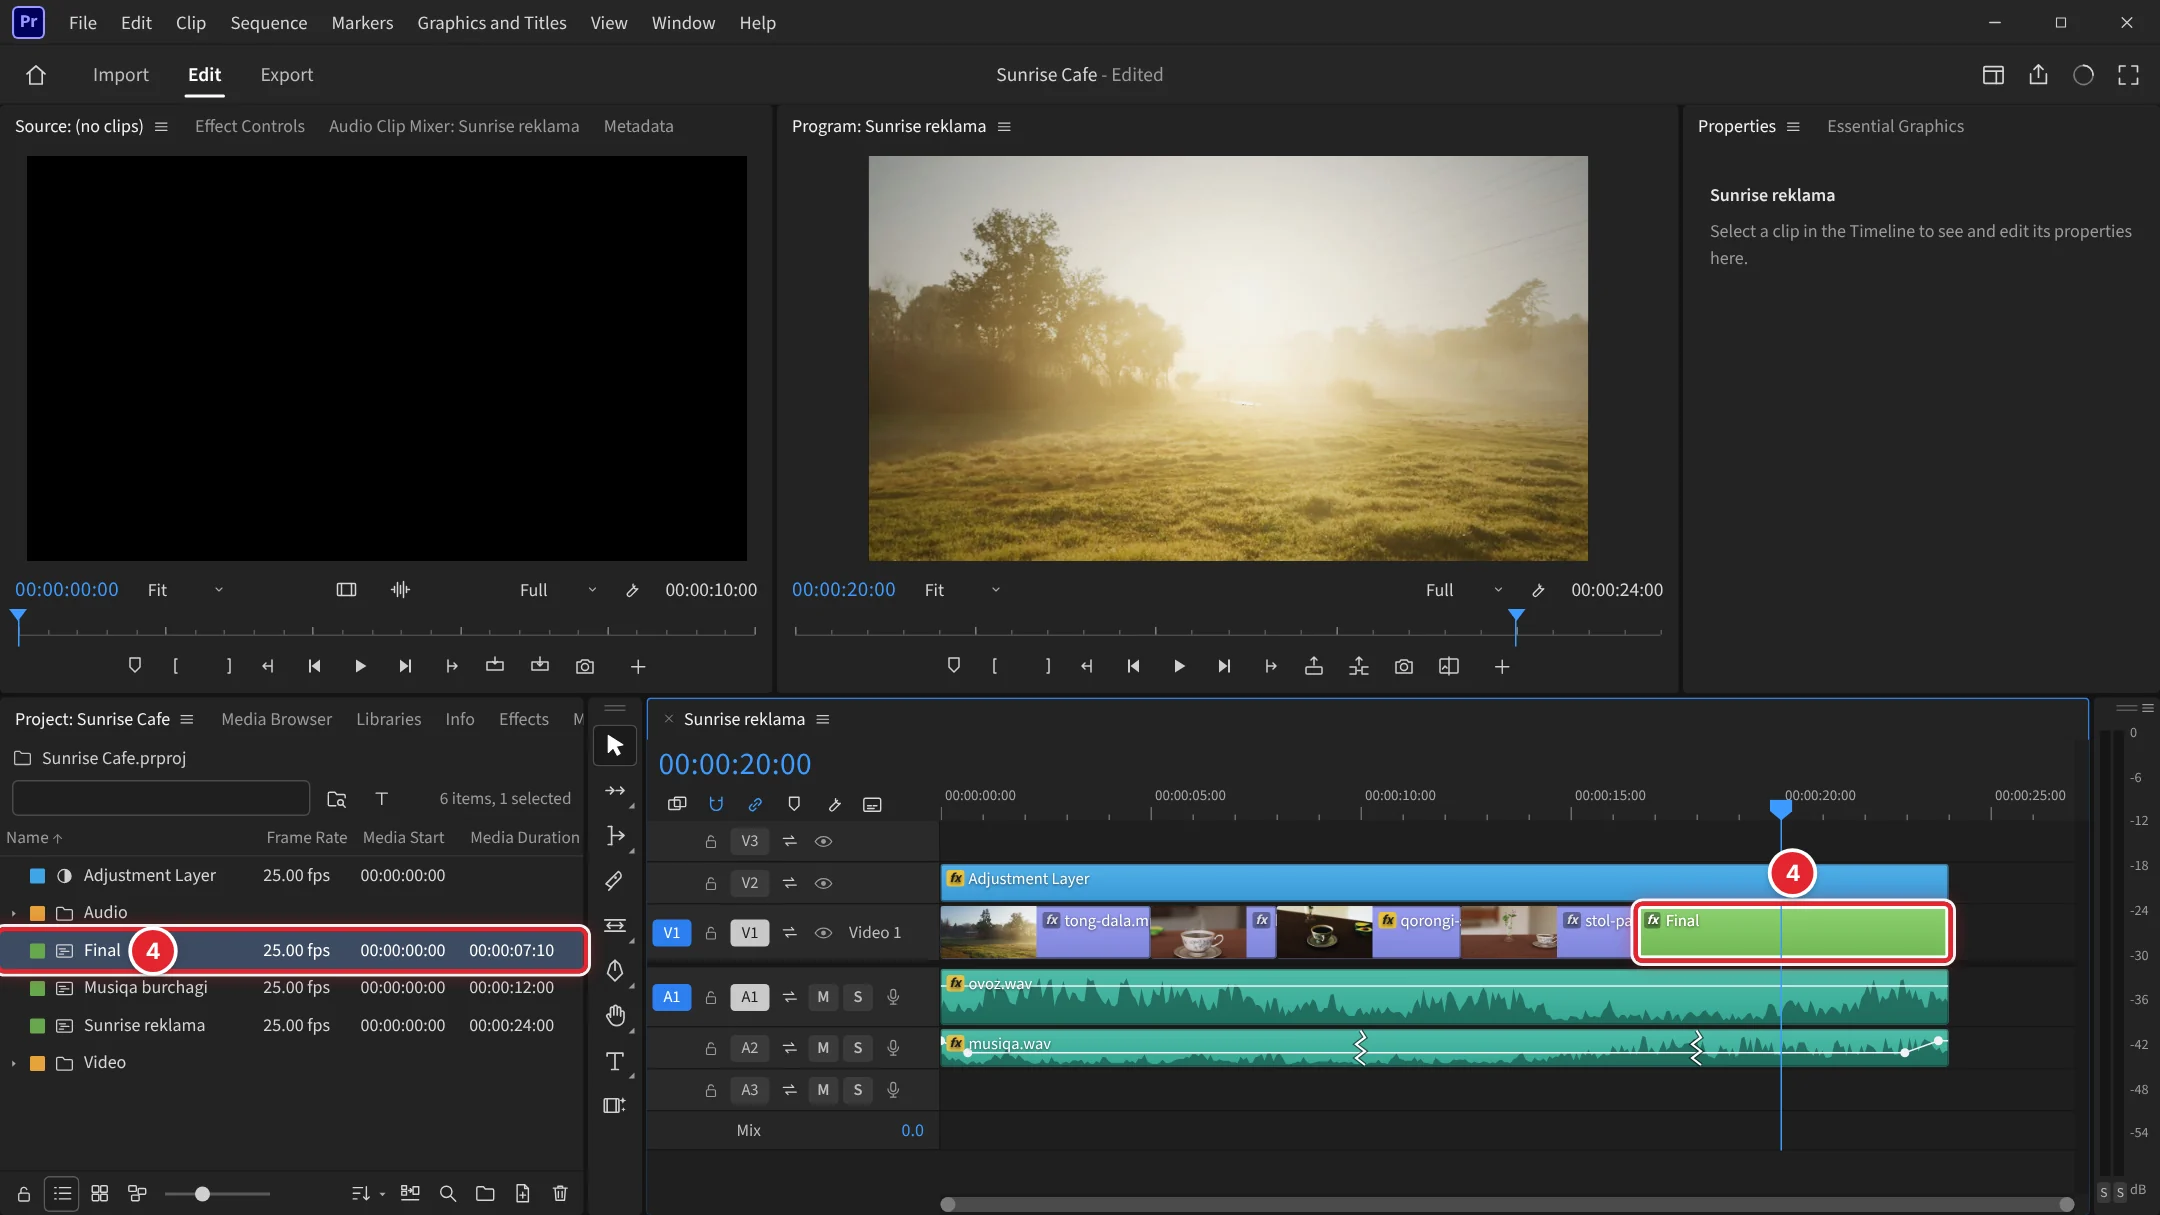 Pr File Edit Clip Sequence Markers Graphics and Titles View Window Help
Import Edit Export
Sunrise Cafe - Edited
Source: (no clips) Effect Controls Audio Clip Mixer: Sunrise reklama Metadata
Program: Sunrise reklama
Properties Essential Graphics
Sunrise reklama
Select a clip in the Timeline to see and edit its properties
here.
00:00:00:00 Fit Full 00:00:10:00
00:00:20:00 Fit Full 00:00:24:00
Project: Sunrise Cafe Media Browser Libraries Info Effects M
Sunrise Cafe.prproj
6 items, 1 selected
Name Frame Rate Media Start Media Duration
Adjustment Layer 25.00 fps 00:00:00:00
Audio
Final 4 25.00 fps 00:00:00:00 00:00:07:10
Musiqa burchagi 25.00 fps 00:00:00:00 00:00:12:00
Sunrise reklama 25.00 fps 00:00:00:00 00:00:24:00
Video
Sunrise reklama
00:00:20:00
00:00:00:00 00:00:05:00 00:00:10:00 00:00:15:00 00:00:20:00 00:00:25:00
V3
V2 fx Adjustment Layer 4
V1 V1 Video 1 fx tong-dala.m fx fx qorongi- fx stol-pa fx Final
A1 A1 M S fx ovoz.wav
A2 M S fx musiqa.wav
A3 M S
Mix 0.0
0
-6
-12
-18
-24
-30
-36
-42
-48
-54
S S dB